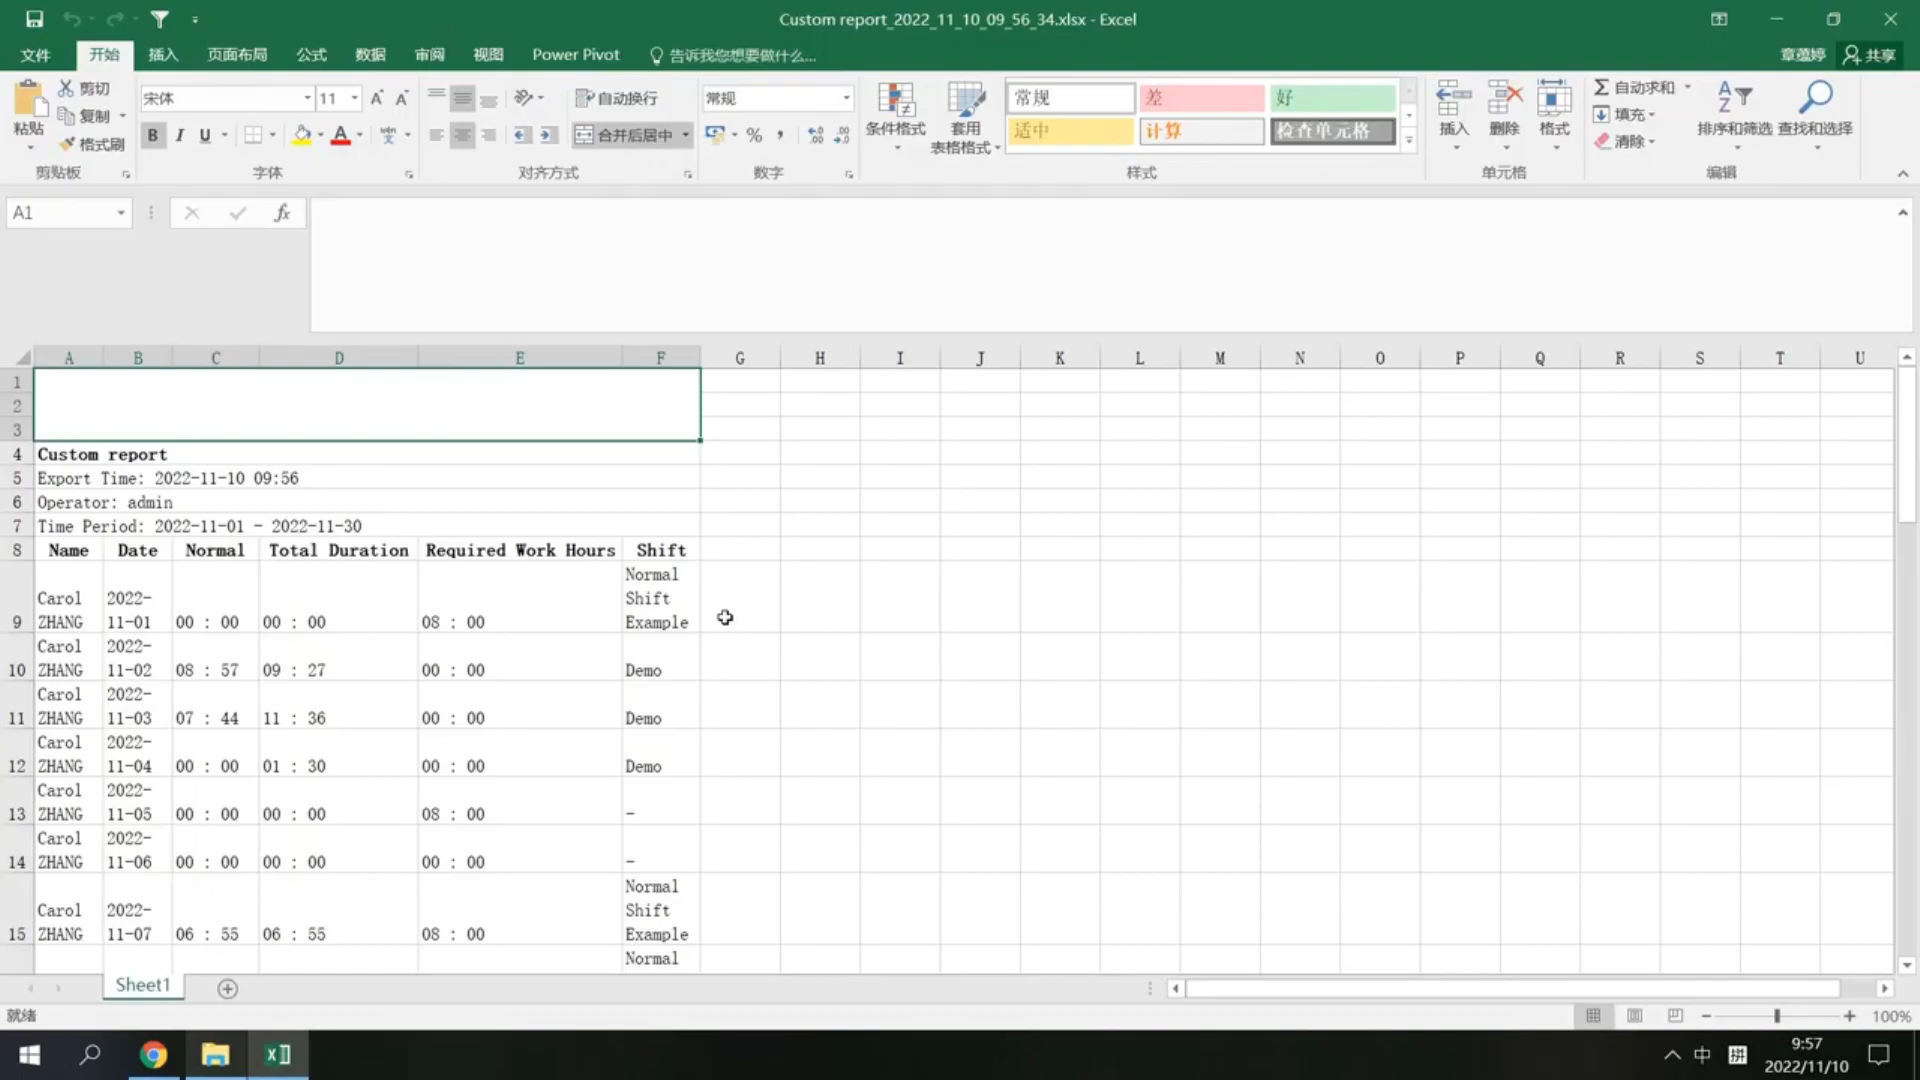 Custom report_2022_11_10_09_56_34.xlsx - Excel
文件 开始 插入 页面布局 公式 数据 审阅 视图 Power Pivot 告诉我您想要做什么... 章蕴婷 共享
粘贴 剪切 复制 格式刷 剪贴板
宋体 11 B I U A 字体
自动换行 合并后居中 对齐方式
常规 % 数字
条件格式 套用 表格格式
常规 差 好
适中 计算 检查单元格
样式
插入 删除 格式 单元格
自动求和 填充 清除 排序和筛选 查找和选择 编辑
A1 fx
A B C D E F G H I J K L M N O P Q R S T U
1
2
3
4 Custom report
5 Export Time: 2022-11-10 09:56
6 Operator: admin
7 Time Period: 2022-11-01 - 2022-11-30
8 Name Date Normal Total Duration Required Work Hours Shift
Normal
Carol 2022- Shift
9 ZHANG 11-01 00 : 00 00 : 00 08 : 00 Example
Carol 2022-
10 ZHANG 11-02 08 : 57 09 : 27 00 : 00 Demo
Carol 2022-
11 ZHANG 11-03 07 : 44 11 : 36 00 : 00 Demo
Carol 2022-
12 ZHANG 11-04 00 : 00 01 : 30 00 : 00 Demo
Carol 2022-
13 ZHANG 11-05 00 : 00 00 : 00 08 : 00 -
Carol 2022-
14 ZHANG 11-06 00 : 00 00 : 00 00 : 00 -
Normal
Carol 2022- Shift
15 ZHANG 11-07 06 : 55 06 : 55 08 : 00 Example
Normal
Sheet1
就绪 100%
中 拼 9:57
2022/11/10